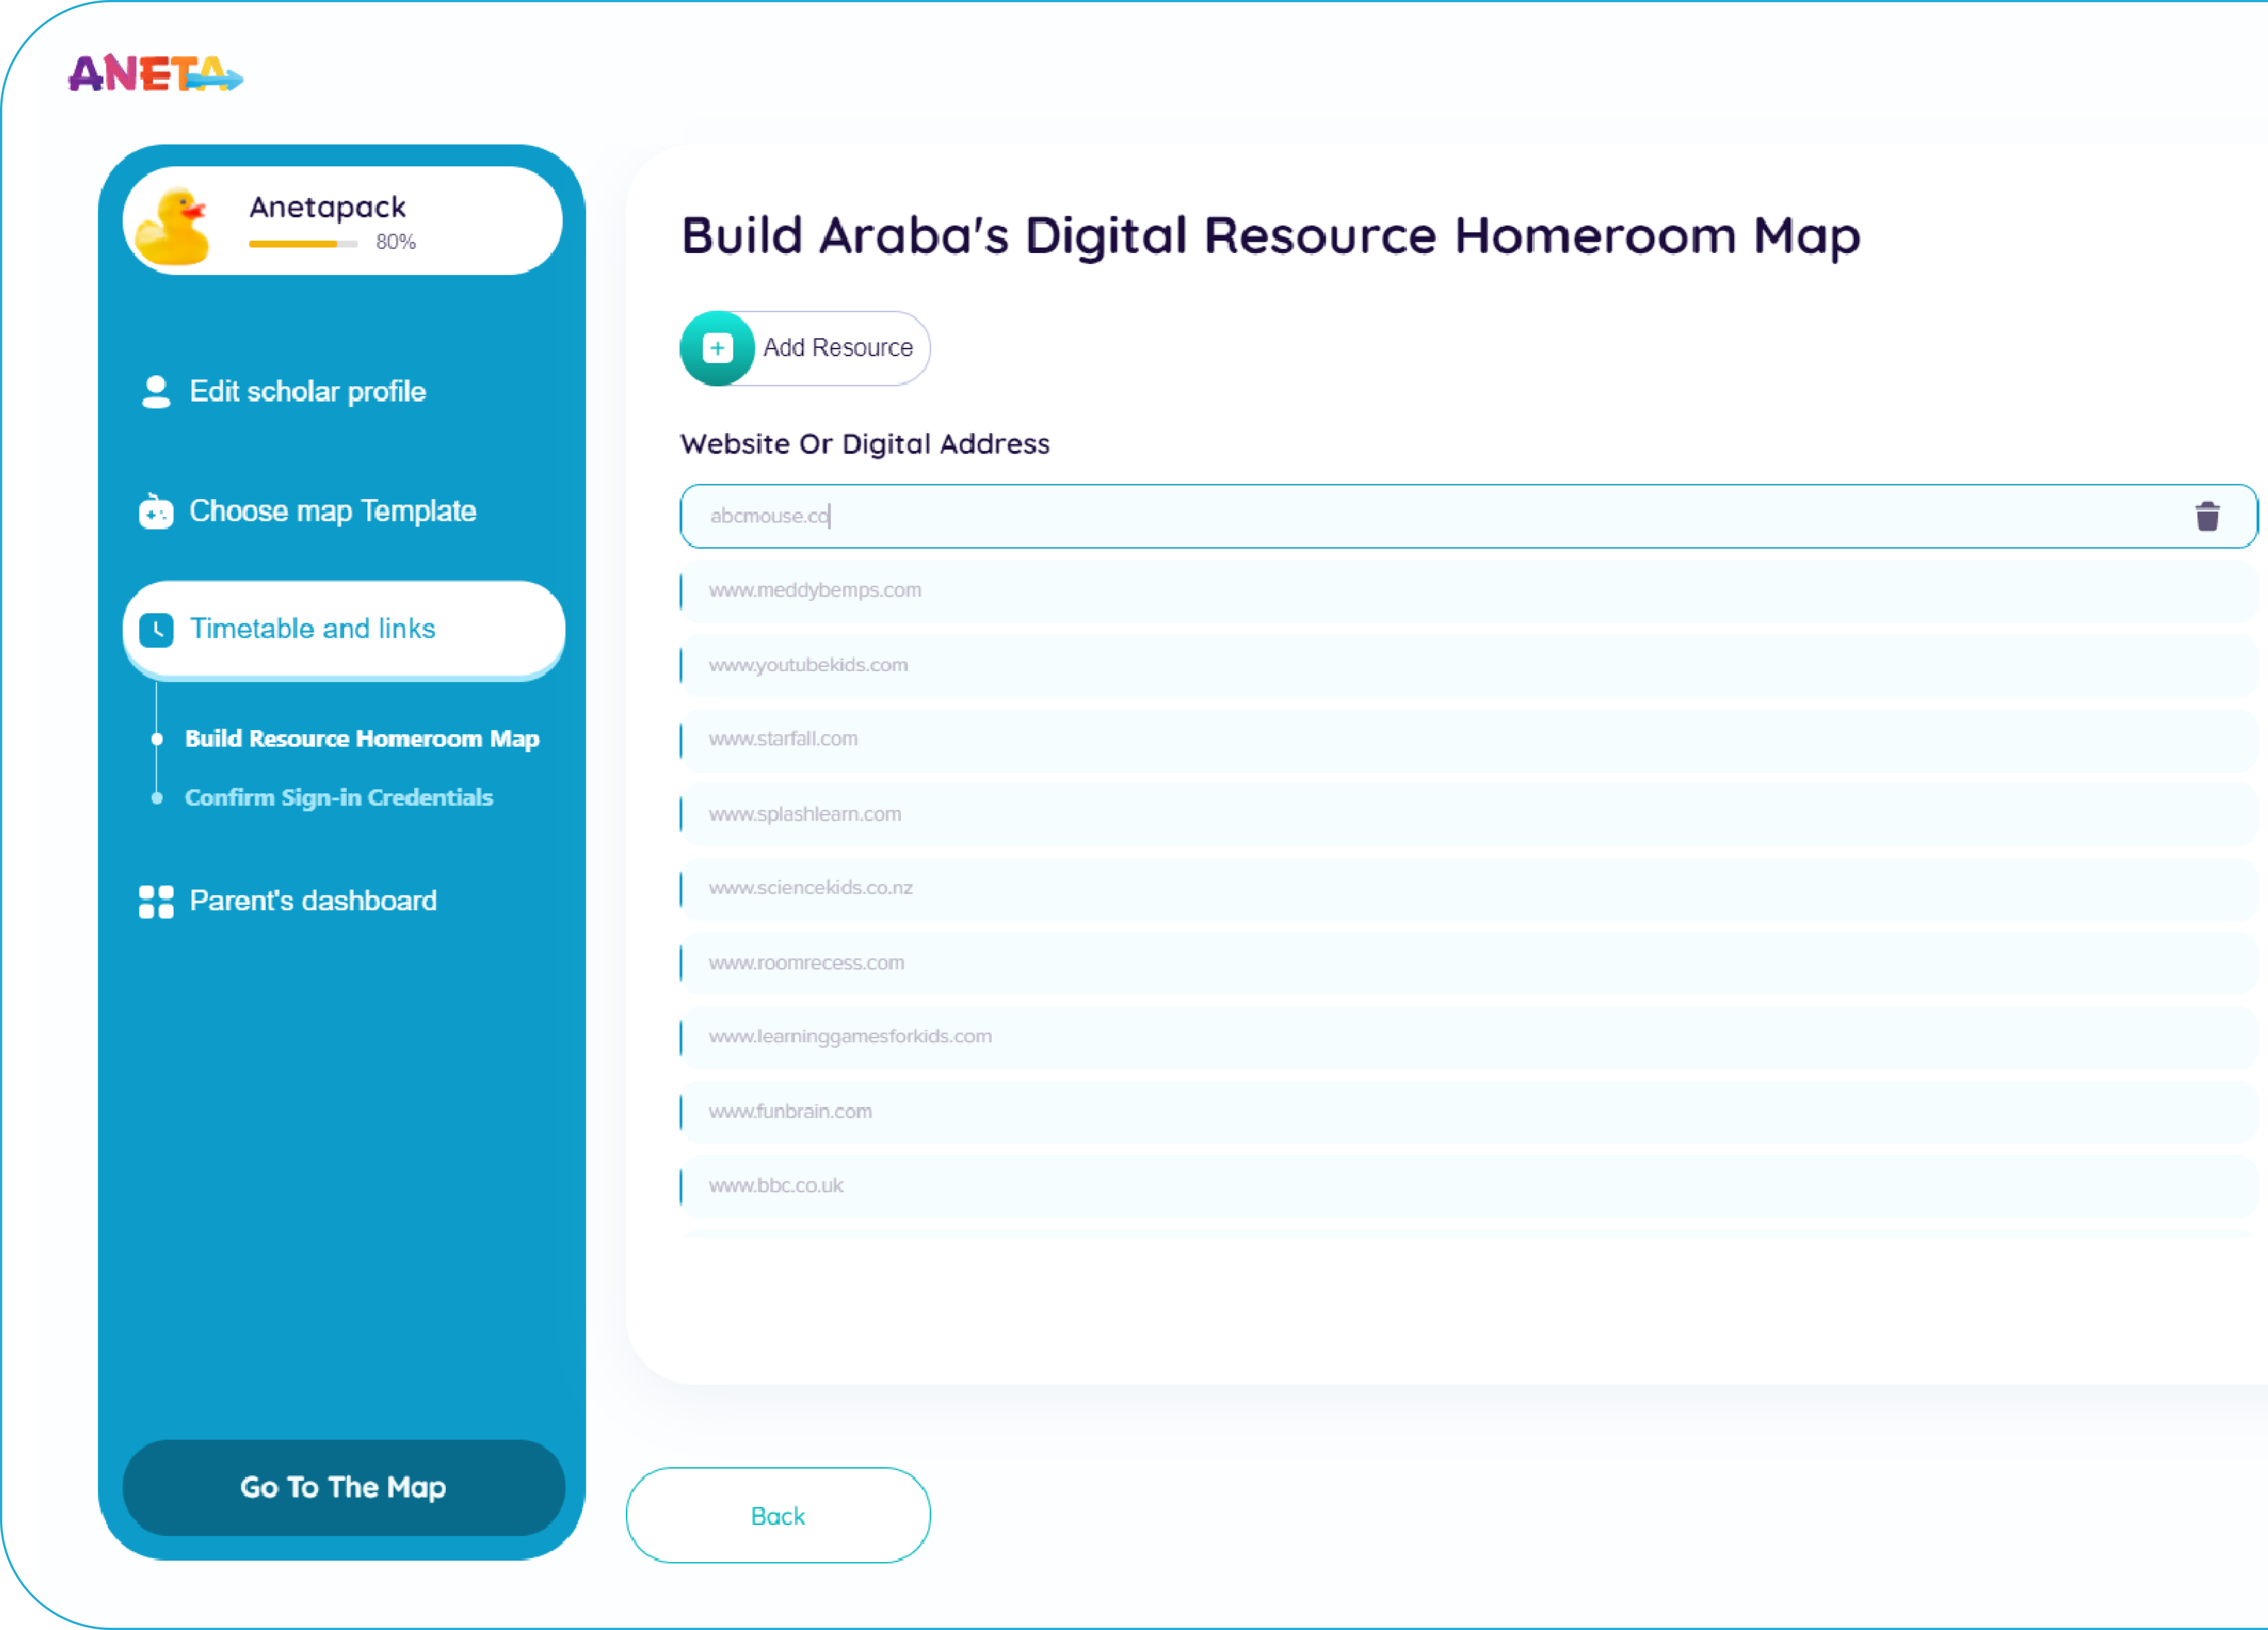 ANETA
Anetapack
80%
Edit scholar profile
Choose map Template
Timetable and links
Build Resource Homeroom Map
Confirm Sign-in Credentials
Parent's dashboard
Go To The Map
Build Araba's Digital Resource Homeroom Map
Add Resource
Website Or Digital Address
abcmouse.co
www.meddybemps.com
www.youtubekids.com
www.starfall.com
www.splashlearn.com
www.sciencekids.co.nz
www.roomrecess.com
www.learninggamesforkids.com
www.funbrain.com
www.bbc.co.uk
Back